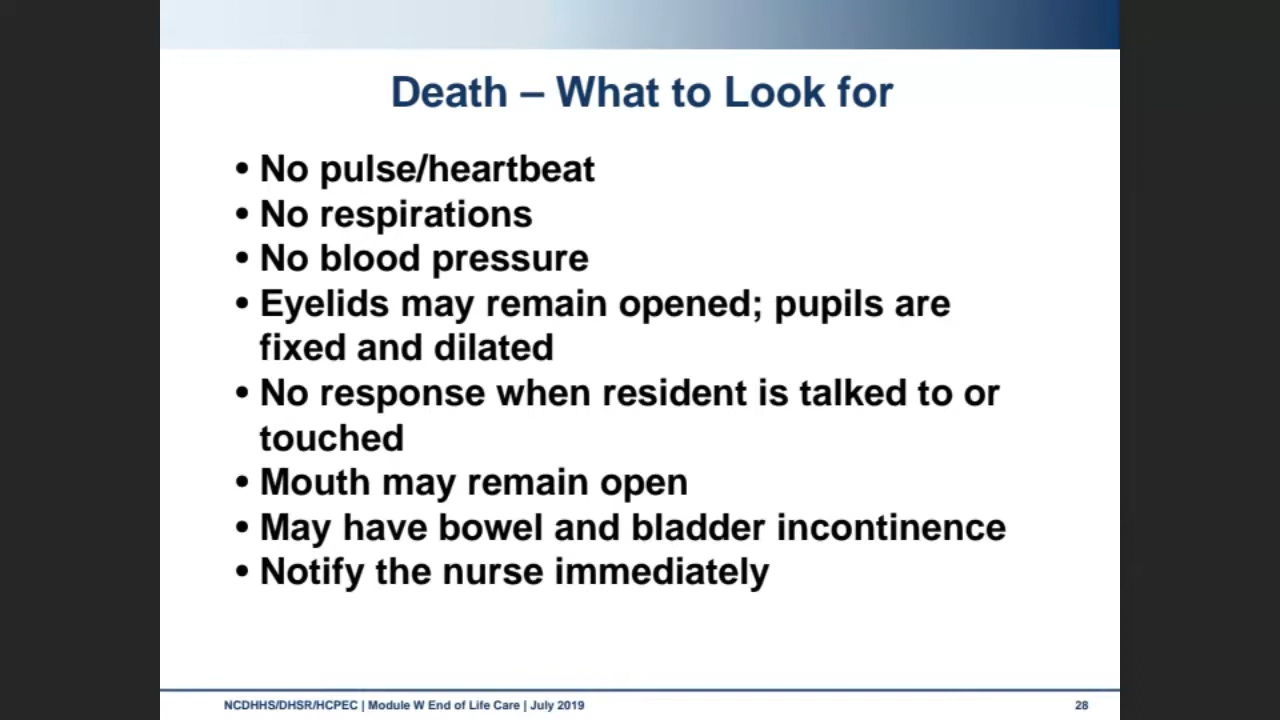 Death – What to Look for
• No pulse/heartbeat
• No respirations
• No blood pressure
• Eyelids may remain opened; pupils are
fixed and dilated
• No response when resident is talked to or
touched
• Mouth may remain open
• May have bowel and bladder incontinence
• Notify the nurse immediately
NCDHHS/DHSR/HCPEC | Module W End of Life Care | July 2019 28